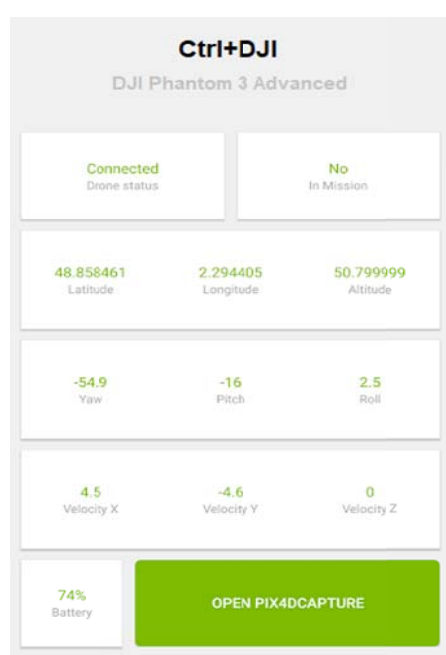 Ctrl+DJI
DJI Phantom 3 Advanced
Connected No
Drone status In Mission
48.858461 2.294405 50.799999
Latitude Longitude Altitude
-54.9 -16 2.5
Yaw Pitch Roll
4.5 -4.6 0
Velocity X Velocity Y Velocity Z
74%
Battery
OPEN PIX4DCAPTURE